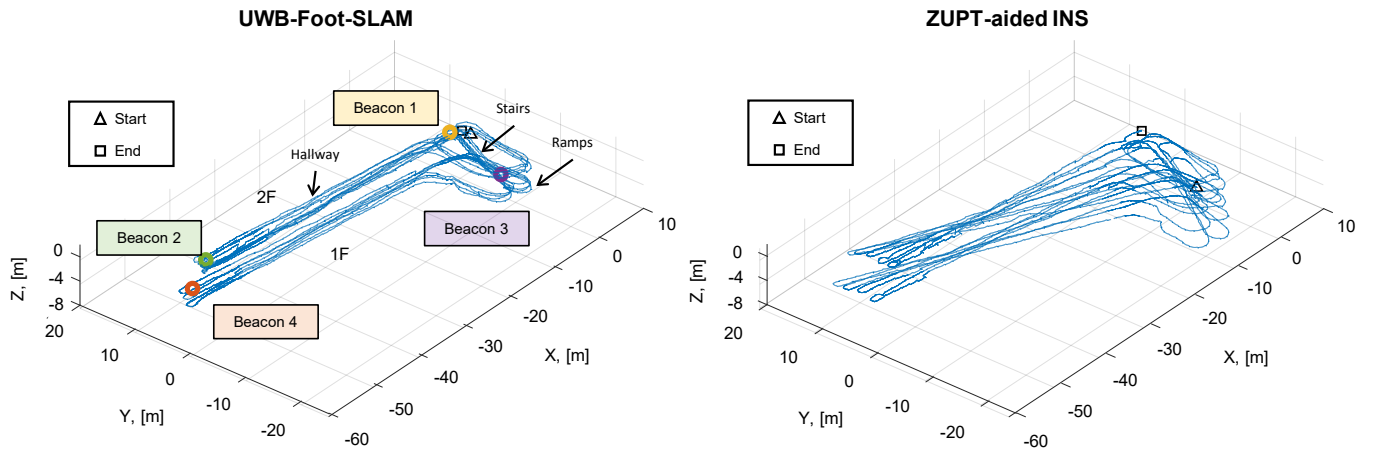 UWB-Foot-SLAM
Start
End
Beacon 1
Stairs
Ramps
Hallway
2F
Beacon 2
Beacon 3
1F
Beacon 4
0
-4
-8
Z, [m]
20
10
0
-10
-20
Y, [m]
10
0
-10
-20
-30
-40
-50
-60
X, [m]
ZUPT-aided INS
Start
End
0
-4
-8
Z, [m]
20
10
0
-10
-20
Y, [m]
10
0
-10
-20
-30
-40
-50
-60
X, [m]